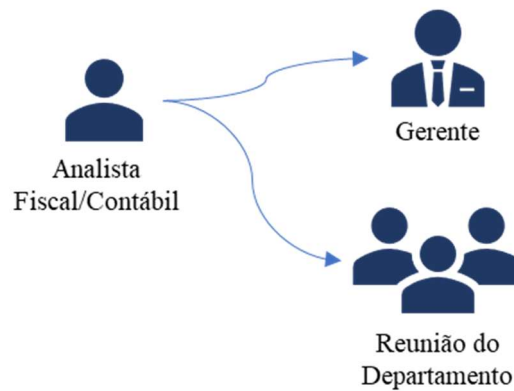 Gerente
Analista
Fiscal/Contábil
Reunião do
Departamento